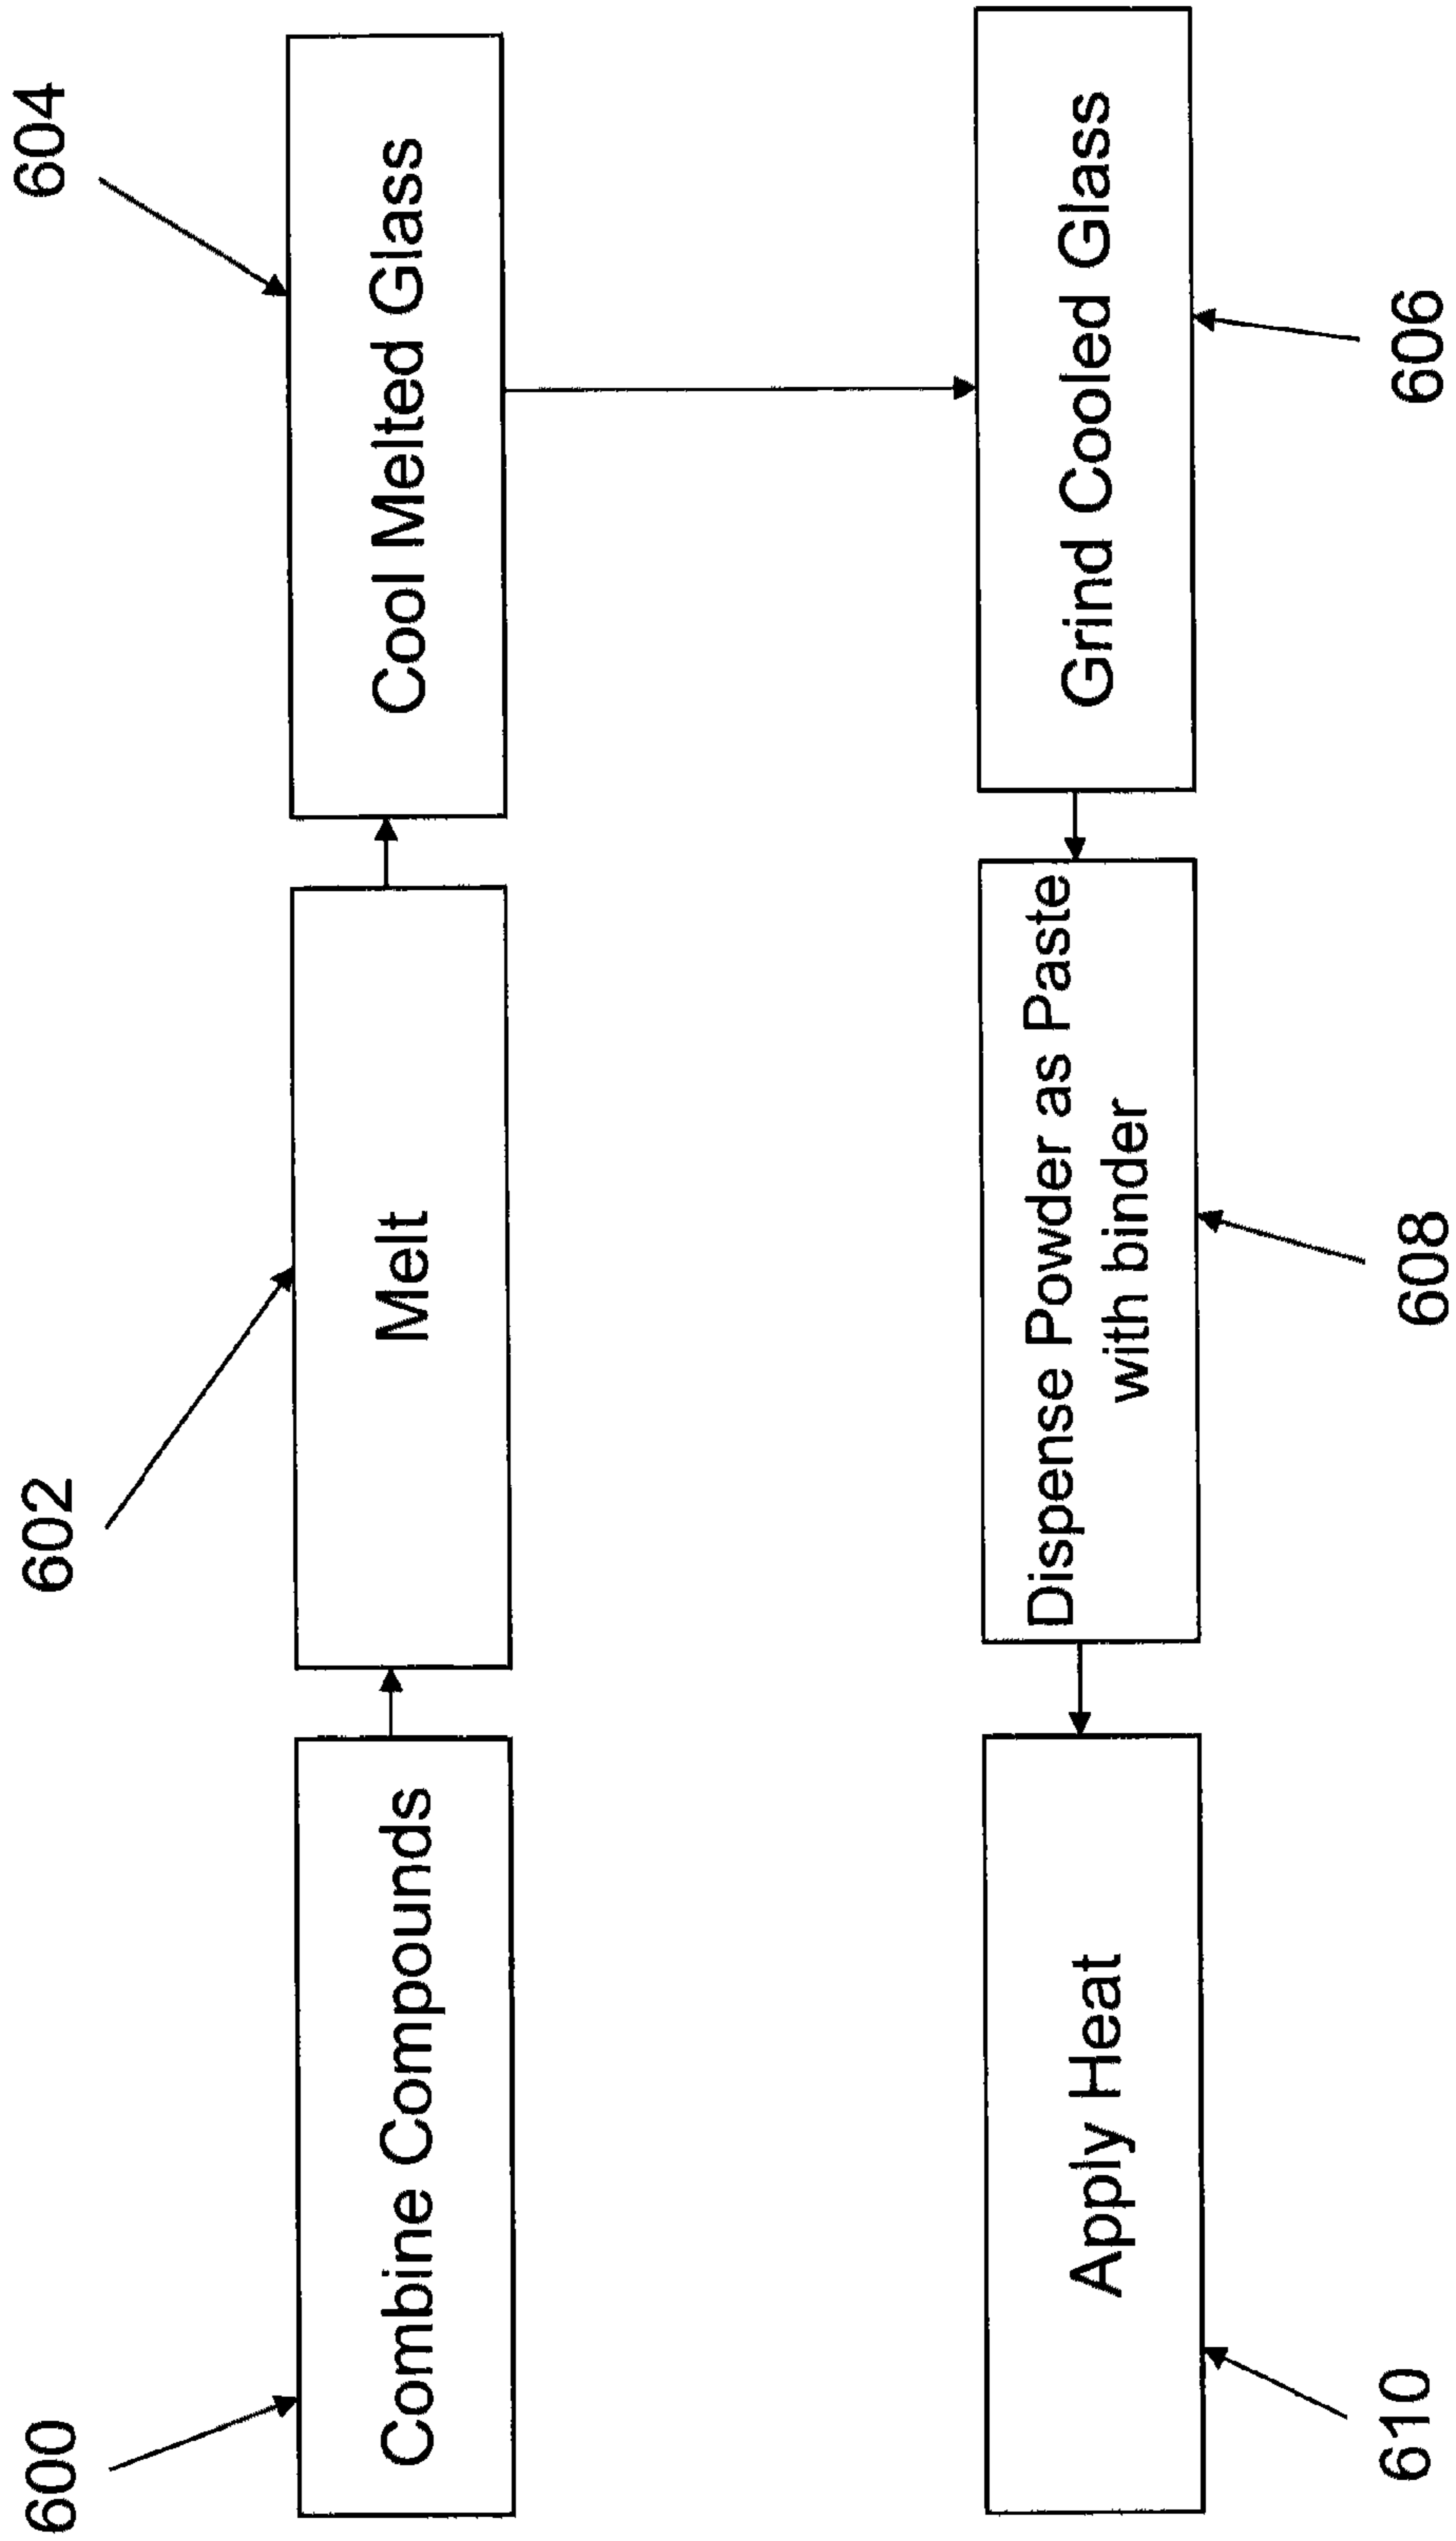 600
Combine Compounds
602
Melt
604
Cool Melted Glass
606
Grind Cooled Glass
608
Dispense Powder as Paste
with binder
610
Apply Heat